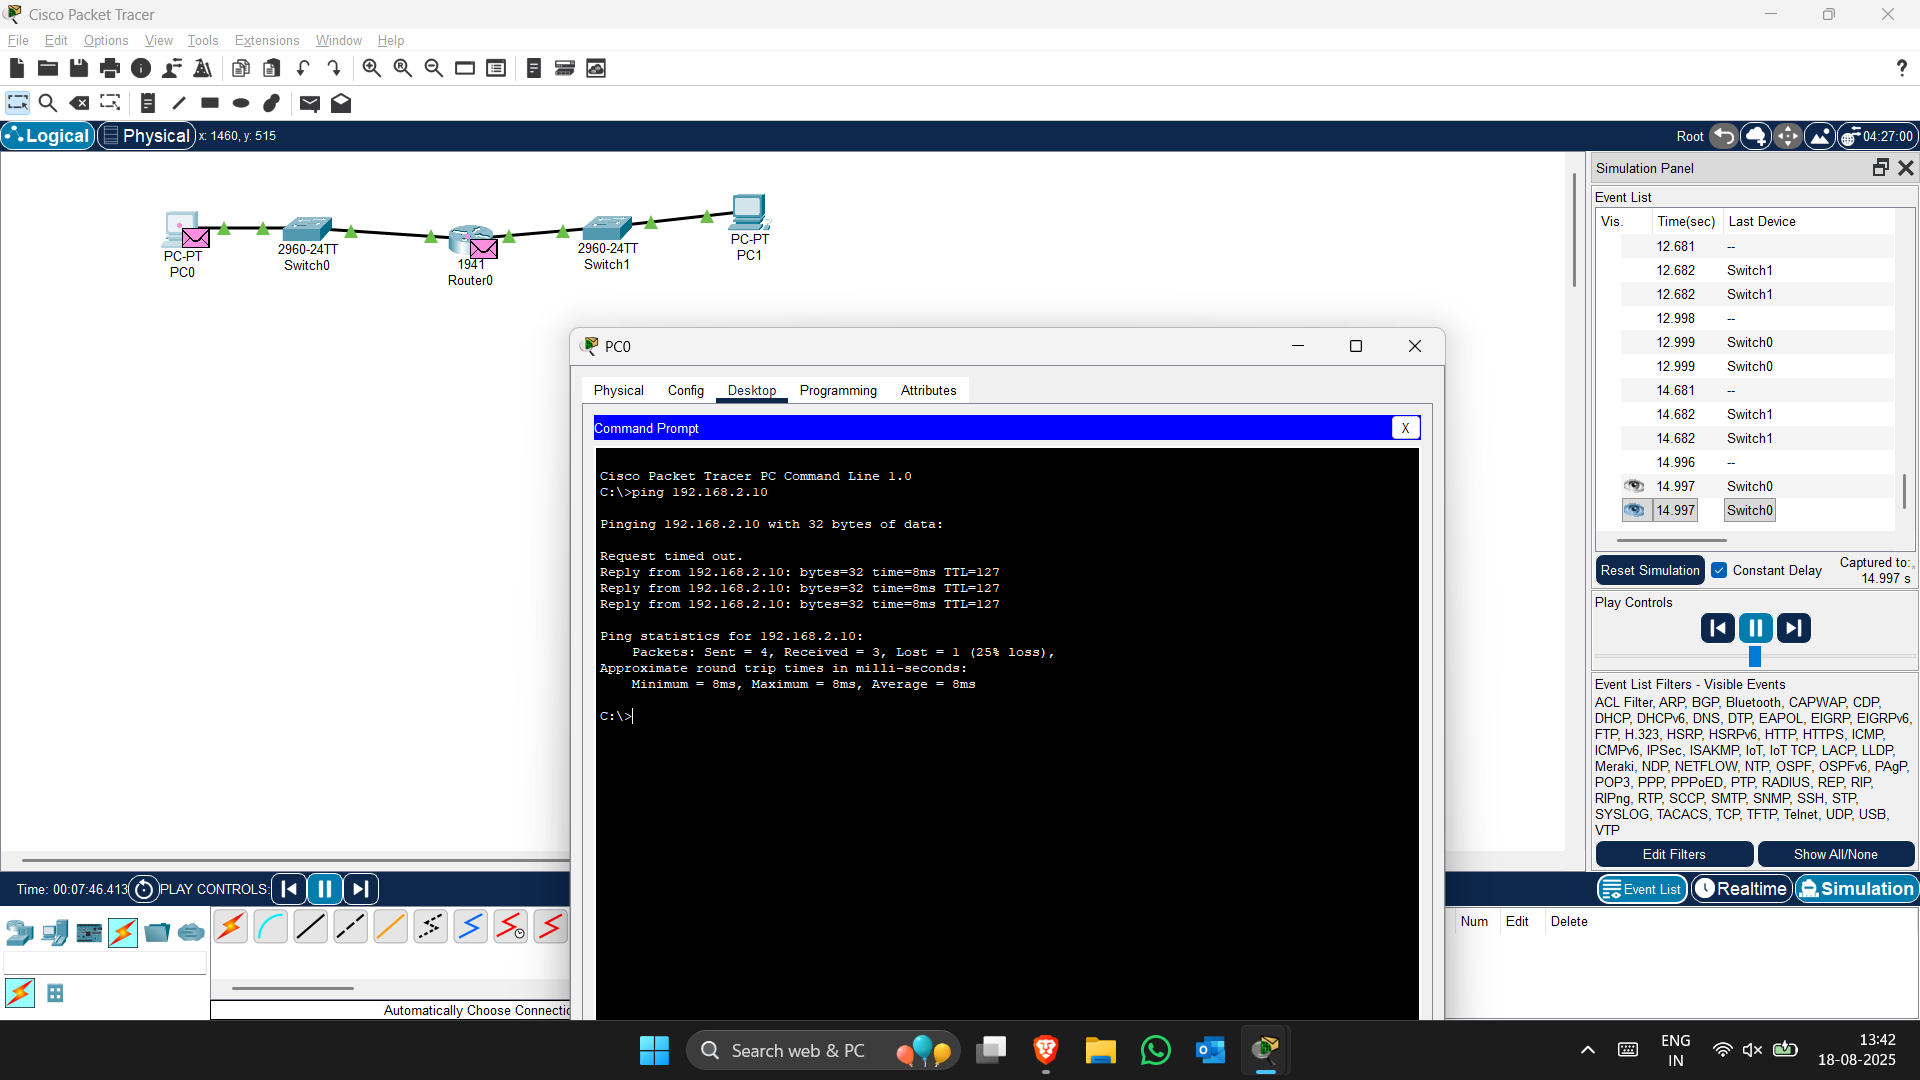 Cisco Packet Tracer
File Edit Options View Tools Extensions Window Help
?
Logical Physical x: 1460, y: 515 Root 04:27:00
PC-PT
PC0
2960-24TT
Switch0
1941
Router0
2960-24TT
Switch1
PC-PT
PC1
Simulation Panel
Event List
Vis. Time(sec) Last Device
12.681 --
12.682 Switch1
12.682 Switch1
12.998 --
12.999 Switch0
12.999 Switch0
14.681 --
14.682 Switch1
14.682 Switch1
14.996 --
14.997 Switch0
14.997 Switch0
Reset Simulation Constant Delay Captured to:
14.997 s
Play Controls
Event List Filters - Visible Events
ACL Filter, ARP, BGP, Bluetooth, CAPWAP, CDP,
DHCP, DHCPv6, DNS, DTP, EAPOL, EIGRP, EIGRPv6,
FTP, H.323, HSRP, HSRPv6, HTTP, HTTPS, ICMP,
ICMPv6, IPSec, ISAKMP, IoT, IoT TCP, LACP, LLDP,
Meraki, NDP, NETFLOW, NTP, OSPF, OSPFv6, PAgP,
POP3, PPP, PPPoED, PTP, RADIUS, REP, RIP,
RIPng, RTP, SCCP, SMTP, SNMP, SSH, STP,
SYSLOG, TACACS, TCP, TFTP, Telnet, UDP, USB,
VTP
Edit Filters Show All/None
PC0
Physical Config Desktop Programming Attributes
Command Prompt X
Cisco Packet Tracer PC Command Line 1.0
C:\>ping 192.168.2.10
Pinging 192.168.2.10 with 32 bytes of data:
Request timed out.
Reply from 192.168.2.10: bytes=32 time=8ms TTL=127
Reply from 192.168.2.10: bytes=32 time=8ms TTL=127
Reply from 192.168.2.10: bytes=32 time=8ms TTL=127
Ping statistics for 192.168.2.10:
Packets: Sent = 4, Received = 3, Lost = 1 (25% loss),
Approximate round trip times in milli-seconds:
Minimum = 8ms, Maximum = 8ms, Average = 8ms
C:\>
Time: 00:07:46.413 PLAY CONTROLS:
Event List Realtime Simulation
Num Edit Delete
Automatically Choose Connectio
Search web & PC
ENG
IN
13:42
18-08-2025